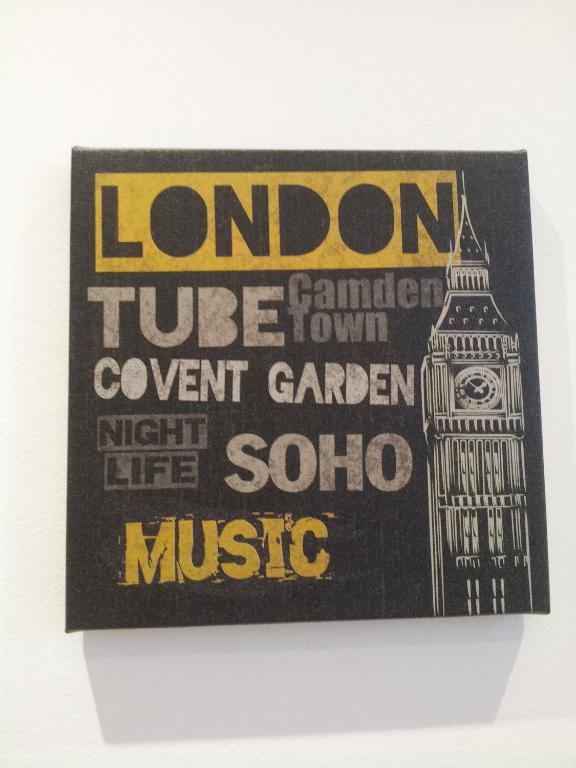 LONDON
TUBE
Camden
Town
COVENT GARDEN
NIGHT
LIFE
SOHO
MUSIC